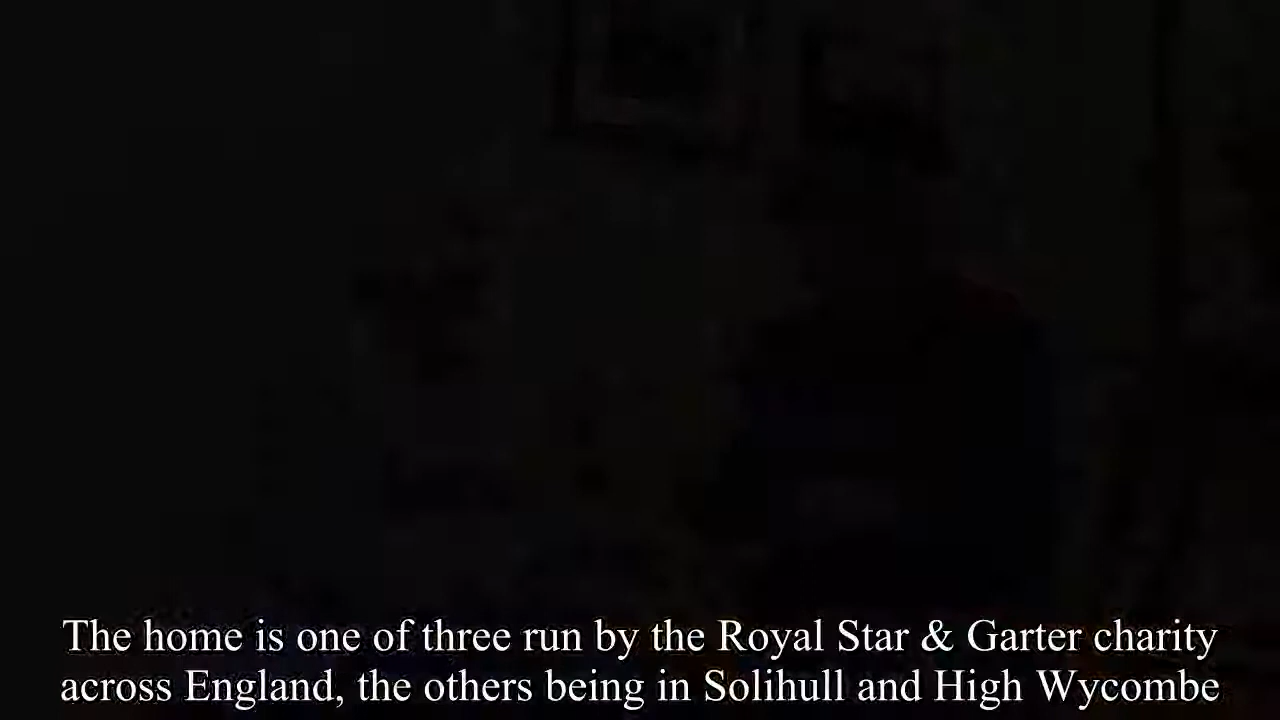 The home is one of three run by the Royal Star & Garter charity
across England, the others being in Solihull and High Wycombe